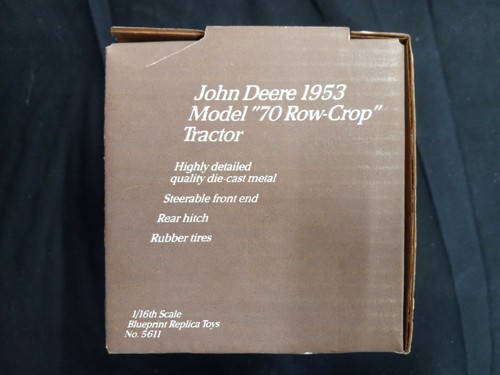 John Deere 1953
Model "70 Row-Crop"
Tractor
Highly detailed
quality die-cast metal
Steerable front end
Rear hitch
Rubber tires
1/16th Scale
Blueprint Replica Toys
No. 5611